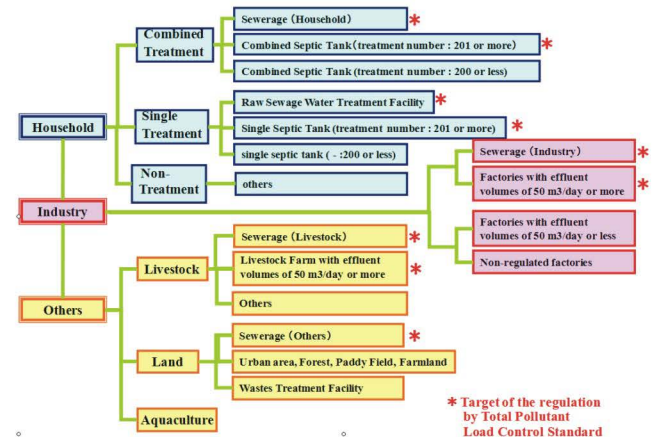 Household
Combined
Treatment
Sewerage (Household) *
Combined Septic Tank (treatment number : 201 or more) *
Combined Septic Tank (treatment number : 200 or less)
Single
Treatment
Raw Sewage Water Treatment Facility *
Single Septic Tank (treatment number : 201 or more) *
single septic tank ( - :200 or less)
Non-
Treatment
others
Industry
Sewerage (Industry) *
Factories with effluent
volumes of 50 m3/day or more *
Factories with effluent
volumes of 50 m3/day or less
Non-regulated factories
Others
Livestock
Sewerage (Livestock) *
Livestock Farm with effluent
volumes of 50 m3/day or more *
Others
Land
Sewerage (Others) *
Urban area, Forest, Paddy Field, Farmland
Wastes Treatment Facility
Aquaculture
* Target of the regulation
by Total Pollutant
Load Control Standard